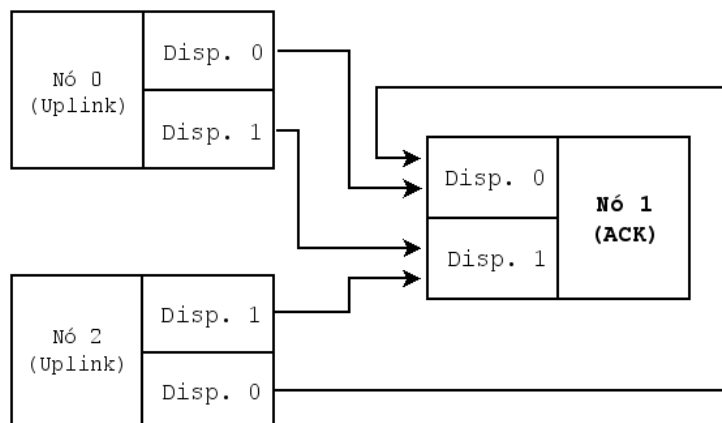 Nó 0
(Uplink)
Disp. 0
Disp. 1
Disp. 0
Disp. 1
Nó 1
(ACK)
Nó 2
(Uplink)
Disp. 1
Disp. 0